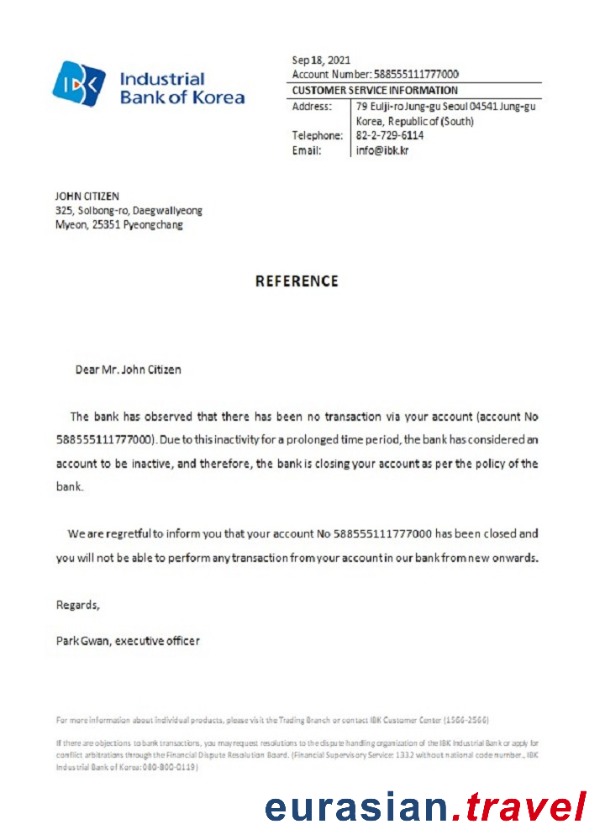 IBK
Industrial
Bank of Korea
Sep 18, 2021
Account Number: 588555111777000
CUSTOMER SERVICE INFORMATION
Address: 79 Eulji-ro Jung-gu Seoul 04541 Jung-gu
Korea, Republic of (South)
Telephone: 82-2-729-6114
Email: info@ibk.kr
JOHN CITIZEN
325, Solbong-ro, Daegwallyeong
Myeon, 25351 Pyeongchang
REFERENCE
Dear Mr. John Citizen
The bank has observed that there has been no transaction via your account (account No
588555111777000). Due to this inactivity for a prolonged time period, the bank has considered an
account to be inactive, and therefore, the bank is closing your account as per the policy of the
bank.
We are regretful to inform you that your account No 588555111777000 has been closed and
you will not be able to perform any transaction from your account in our bank from new onwards.
Regards,
Park Gwan, executive officer
For more information about individual products, please visit the Trading Branch or contact IBK Customer Center (1566-2566)
If there are objections to bank transactions, you may request resolutions to the dispute handling organization of the IBK Industrial Bank or apply for
conflict arbitrations through the Financial Dispute Resolution Board. (Financial Supervisory Service: 1332 without national code number., IBK
Industrial Bank of Korea: 080-800-0119)
eurasian.travel